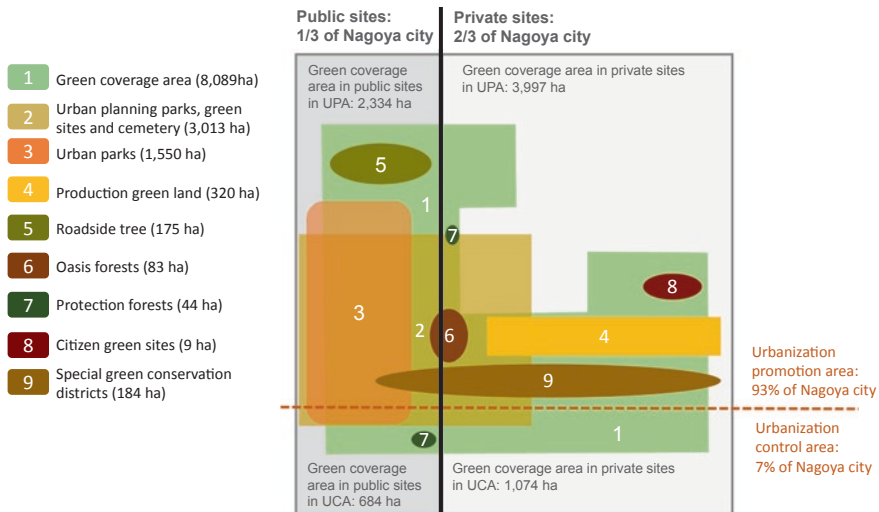 Public sites:
1/3 of Nagoya city
Private sites:
2/3 of Nagoya city
1 Green coverage area (8,089ha)
2 Urban planning parks, green
sites and cemetery (3,013 ha)
3 Urban parks (1,550 ha)
4 Production green land (320 ha)
5 Roadside tree (175 ha)
6 Oasis forests (83 ha)
7 Protection forests (44 ha)
8 Citizen green sites (9 ha)
9 Special green conservation
districts (184 ha)
Green coverage
area in public sites
in UPA: 2,334 ha
Green coverage area in private sites
in UPA: 3,997 ha
5
1
7
8
3
2
6
4
9
7
1
Urbanization
promotion area:
93% of Nagoya city
Urbanization
control area:
7% of Nagoya city
Green coverage
area in public sites
in UCA: 684 ha
Green coverage area in private sites
in UCA: 1,074 ha